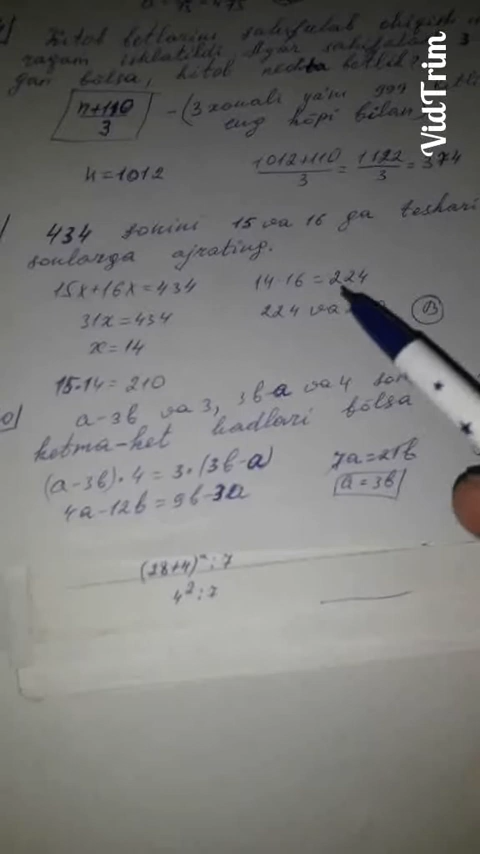 Kitob betlarini sahifalab chiqish
raqam ishlatildi. Agar sahifalash 3
gan bo'lsa, kitob necha betlik?
n+110 / 3 - (3 xonali ya'ni 999
eng ko'pi bilan)
n=1012
1012+110 / 3 = 1122 / 3 = 374
434 sonini 15 va 16 ga teskari
sonlarga ajrating.
15x+16x=434
14·16=224
31x=434
224 va
B
x=14
15·14=210
a-3b va 3, 3b-a va 4 son
ketma-ket hadlari bo'lsa
(a-3b)·4=3·(3b-a)
7a=21b
4a-12b=9b-3a
a=3b
(28+4)ⁿ:7
4²:7
VidTrim